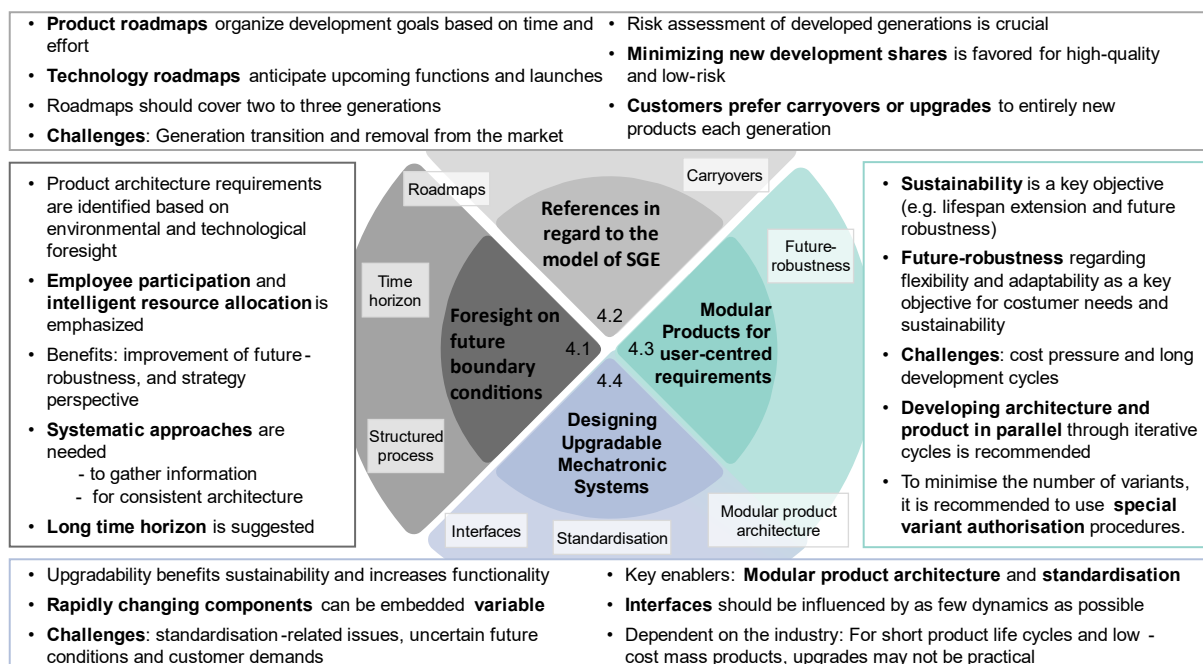 • Product roadmaps organize development goals based on time and
effort
• Technology roadmaps anticipate upcoming functions and launches
• Roadmaps should cover two to three generations
• Challenges: Generation transition and removal from the market
• Risk assessment of developed generations is crucial
• Minimizing new development shares is favored for high-quality
and low-risk
• Customers prefer carryovers or upgrades to entirely new
products each generation
• Product architecture requirements
are identified based on
environmental and technological
foresight
• Employee participation and
intelligent resource allocation is
emphasized
• Benefits: improvement of future-
robustness, and strategy
perspective
• Systematic approaches are
needed
- to gather information
- for consistent architecture
• Long time horizon is suggested
Roadmaps
Carryovers
References in
regard to the
model of SGE
4.2
Time
horizon
Foresight on
future
boundary
conditions
4.1
Structured
process
Future-
robustness
Modular
Products for
user-centred
requirements
4.3
Modular product
architecture
4.4
Designing
Upgradable
Mechatronic
Systems
Interfaces
Standardisation
• Sustainability is a key objective
(e.g. lifespan extension and future
robustness)
• Future-robustness regarding
flexibility and adaptability as a key
objective for costumer needs and
sustainability
• Challenges: cost pressure and long
development cycles
• Developing architecture and
product in parallel through iterative
cycles is recommended
• To minimise the number of variants,
it is recommended to use special
variant authorisation procedures.
• Upgradability benefits sustainability and increases functionality
• Rapidly changing components can be embedded variable
• Challenges: standardisation-related issues, uncertain future
conditions and customer demands
• Key enablers: Modular product architecture and standardisation
• Interfaces should be influenced by as few dynamics as possible
• Dependent on the industry: For short product life cycles and low -
cost mass products, upgrades may not be practical